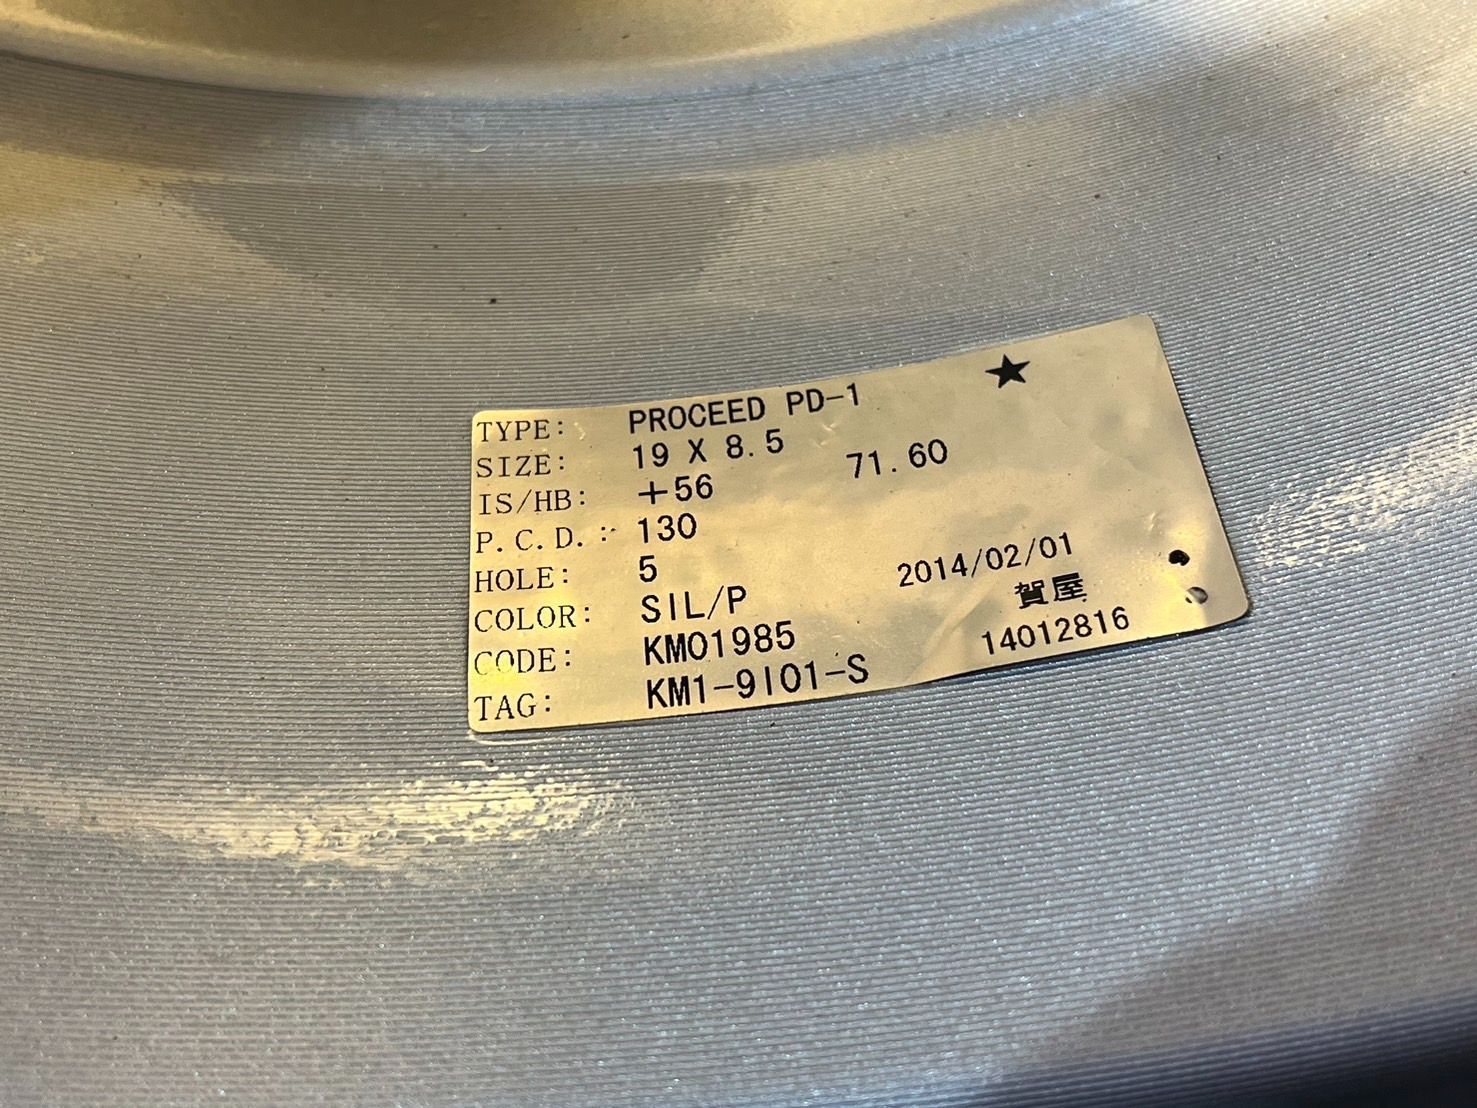 TYPE: PROCEED PD-1 ★
SIZE: 19 X 8.5
IS/HB: +56 71.60
P.C.D.: 130
HOLE: 5 2014/02/01
COLOR: SIL/P 賀屋
CODE: KM01985 14012816
TAG: KM1-9I01-S